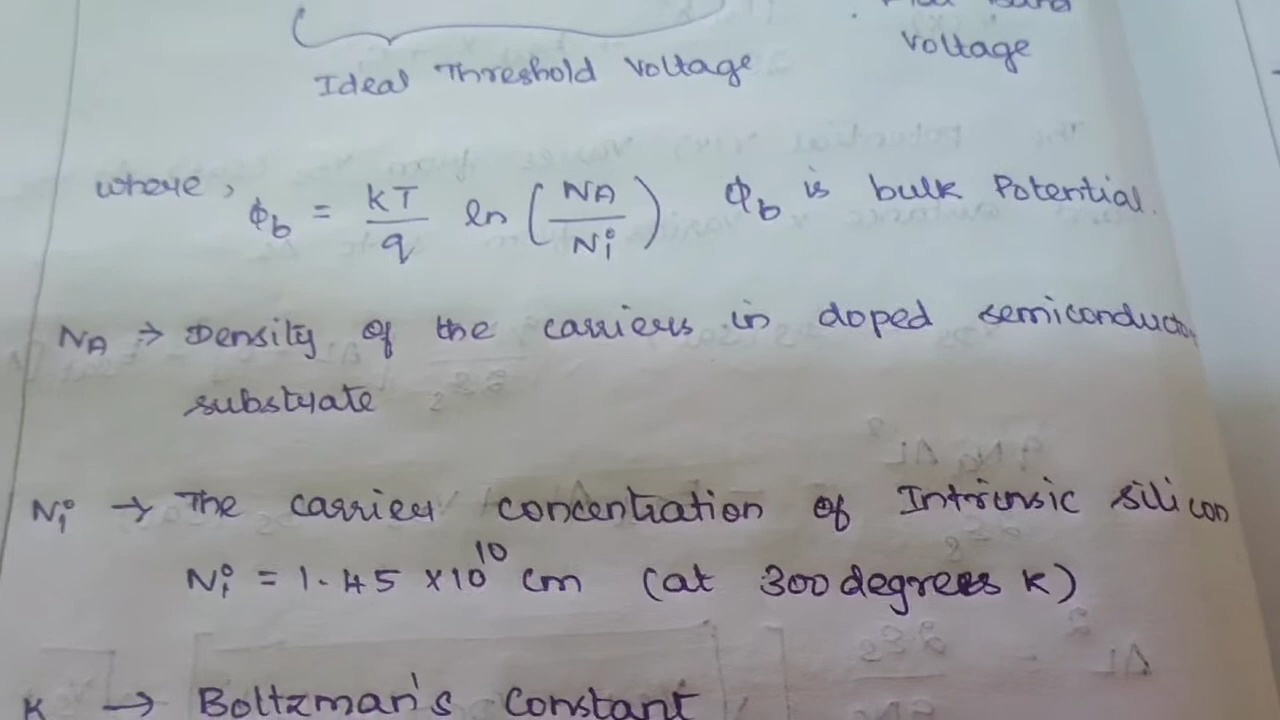 voltage
Ideal Threshold voltage
where, ϕb = KT/q ln (NA/Ni) ϕb is bulk Potential.
NA → Density of the carriers in doped semiconductor
substrate
Ni → The carrier concentration of Intrinsic silicon
Ni = 1.45 × 10^10 cm (at 300 degrees K)
K → Boltzman's constant